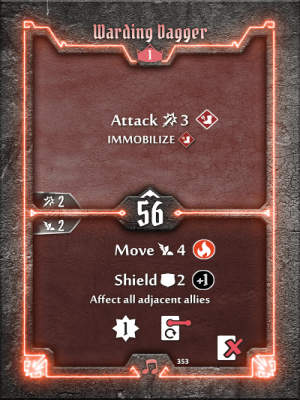 Warding Dagger
1
Attack 3
IMMOBILIZE
2
56
2
Move 4
Shield 2 +1
Affect all adjacent allies
1
353